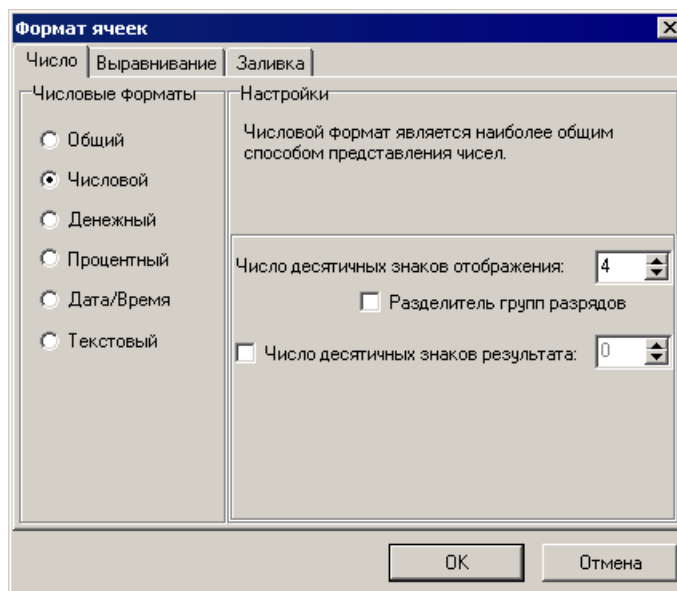 Формат ячеек
Число Выравнивание Заливка
Числовые форматы
Общий
Числовой
Денежный
Процентный
Дата/Время
Текстовый
Настройки
Числовой формат является наиболее общим
способом представления чисел.
Число десятичных знаков отображения: 4
Разделитель групп разрядов
Число десятичных знаков результата: 0
OK Отмена